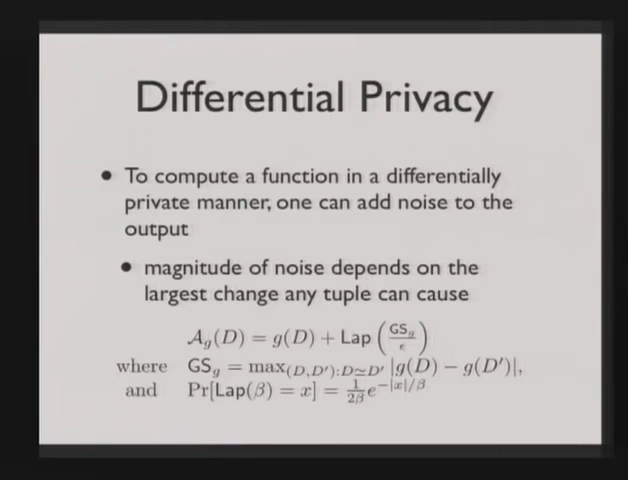 Differential Privacy
• To compute a function in a differentially
private manner, one can add noise to the
output
• magnitude of noise depends on the
largest change any tuple can cause
𝒜_g(D) = g(D) + Lap(GS_g/ϵ)
where GS_g = max_{(D,D′):D≃D′} |g(D) − g(D′)|,
and Pr[Lap(β) = x] = 1/(2β) e^{−|x|/β}